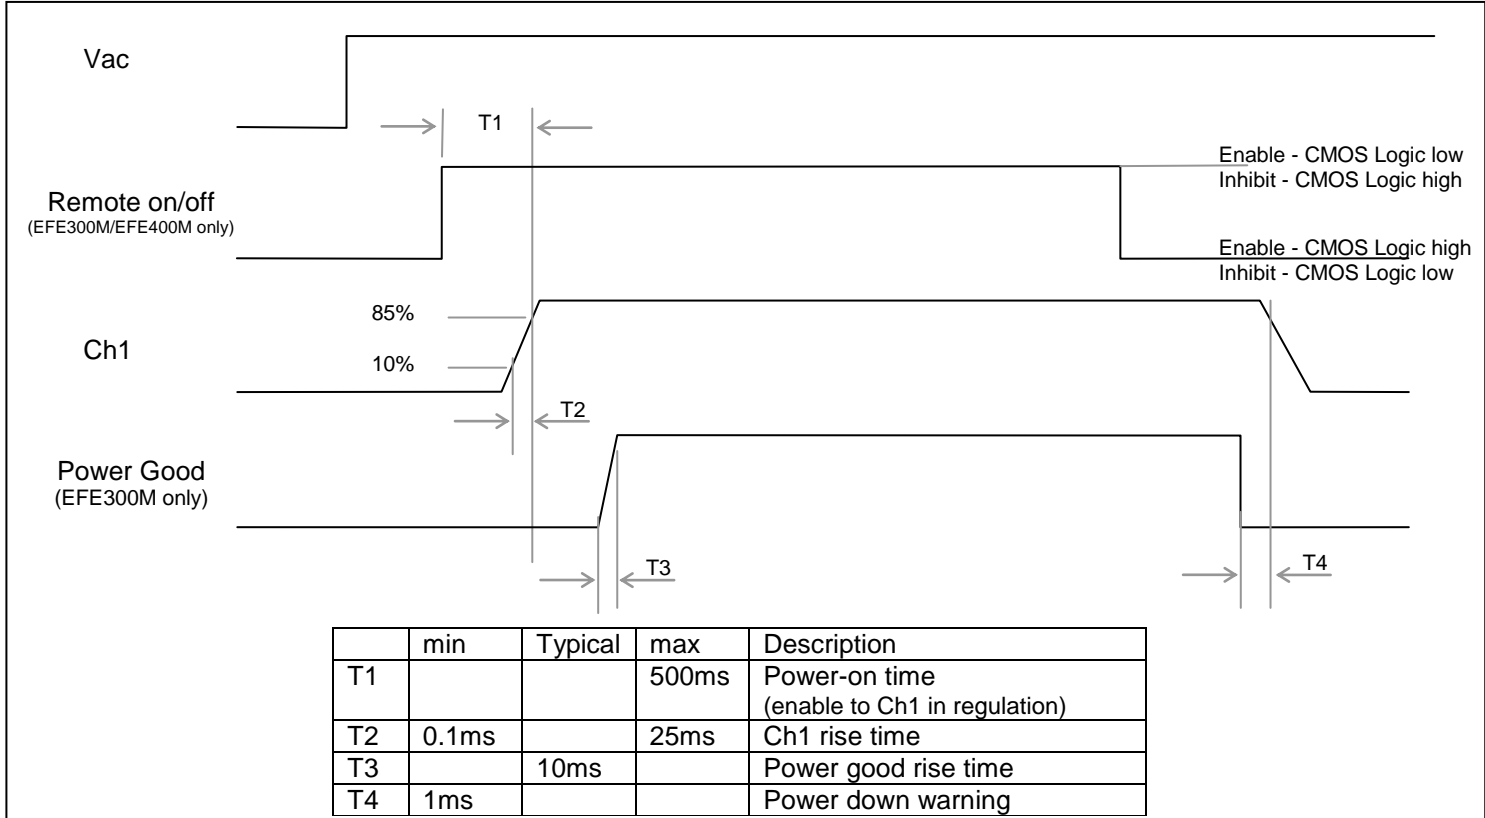 Vac
T1
Enable - CMOS Logic low
Inhibit - CMOS Logic high
Remote on/off
(EFE300M/EFE400M only)
Enable - CMOS Logic high
Inhibit - CMOS Logic low
85%
Ch1
10%
T2
Power Good
(EFE300M only)
T3
T4
min Typical max Description
T1 500ms Power-on time
(enable to Ch1 in regulation)
T2 0.1ms 25ms Ch1 rise time
T3 10ms Power good rise time
T4 1ms Power down warning